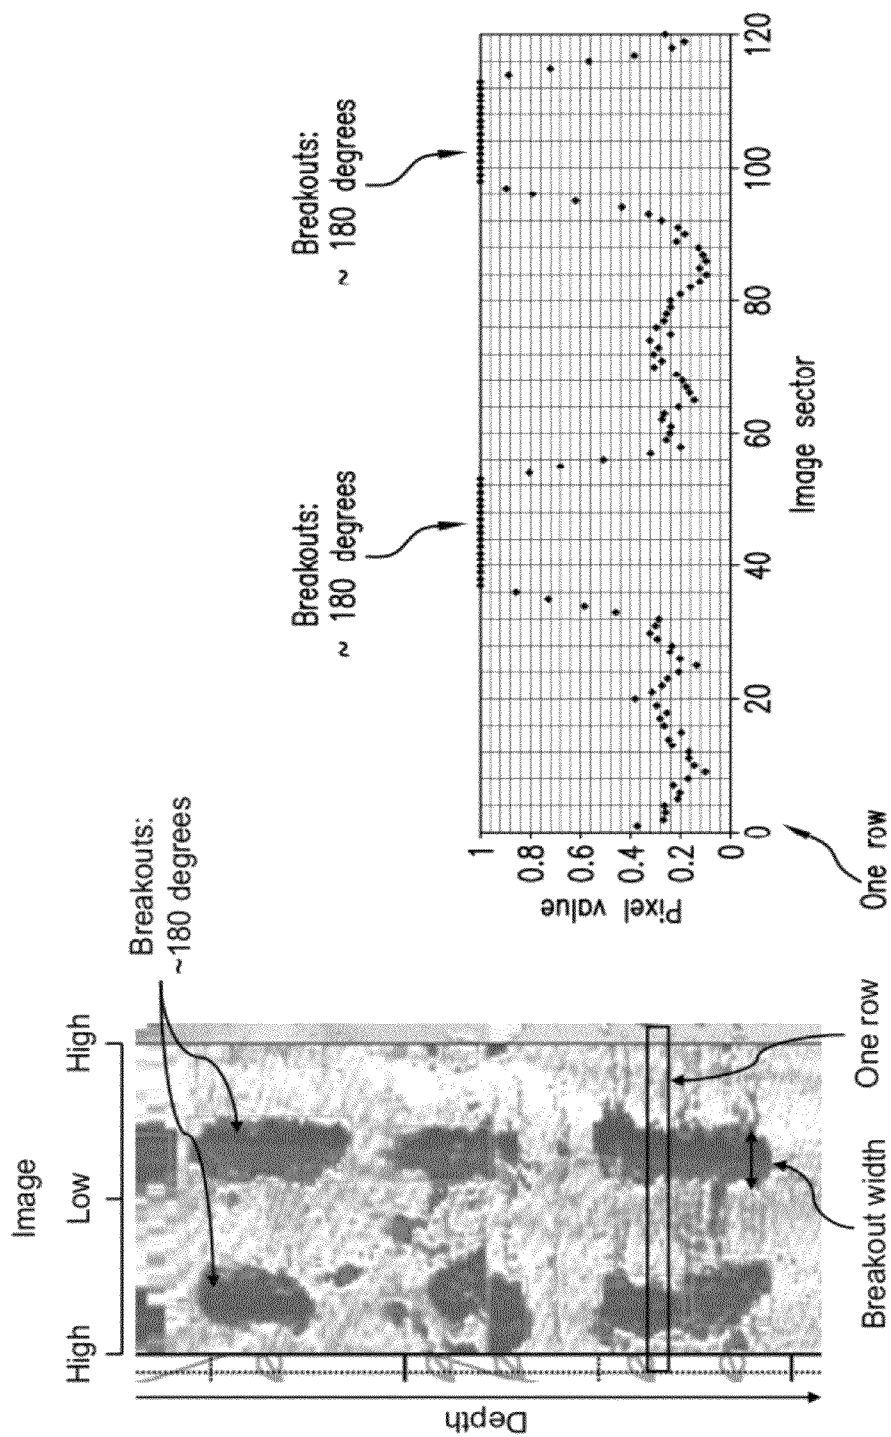 Image
High
Low
High
Depth
Breakouts:
~180 degrees
Breakout width
One row
Breakouts:
~ 180 degrees
Breakouts:
~ 180 degrees
Pixel value
1
0.8
0.6
0.4
0.2
0
0
20
40
60
80
100
120
Image sector
One row